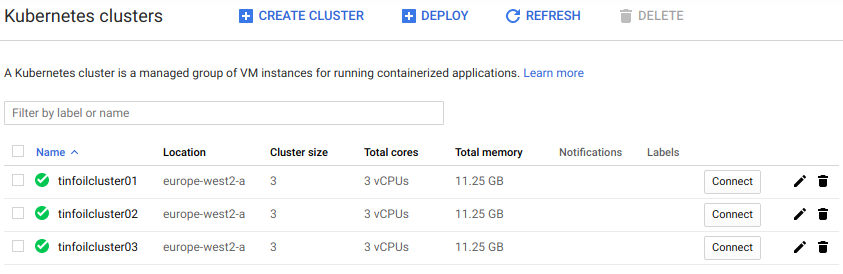 Kubernetes clusters CREATE CLUSTER DEPLOY REFRESH DELETE
A Kubernetes cluster is a managed group of VM instances for running containerized applications. Learn more
Filter by label or name
Name Location Cluster size Total cores Total memory Notifications Labels
tinfoilcluster01 europe-west2-a 3 3 vCPUs 11.25 GB Connect
tinfoilcluster02 europe-west2-a 3 3 vCPUs 11.25 GB Connect
tinfoilcluster03 europe-west2-a 3 3 vCPUs 11.25 GB Connect